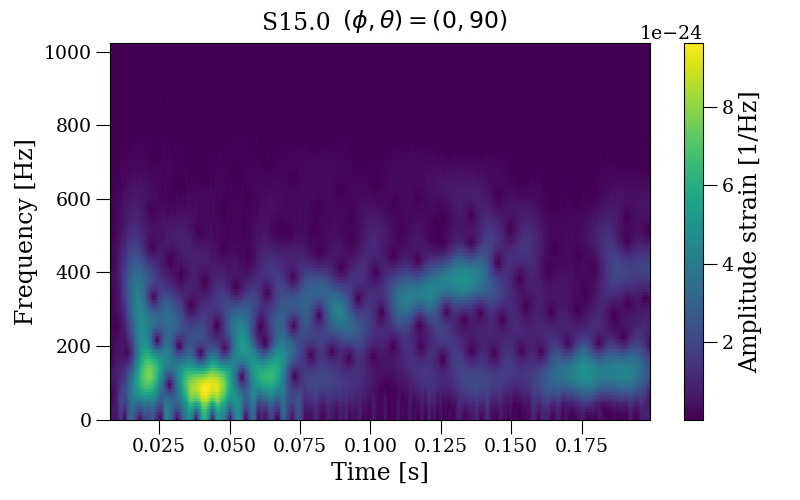 S15.0 (ϕ, θ) = (0, 90)
1e−24
1000
800
600
400
200
0
Frequency [Hz]
0.025 0.050 0.075 0.100 0.125 0.150 0.175
Time [s]
8
6
4
2
Amplitude strain [1/Hz]